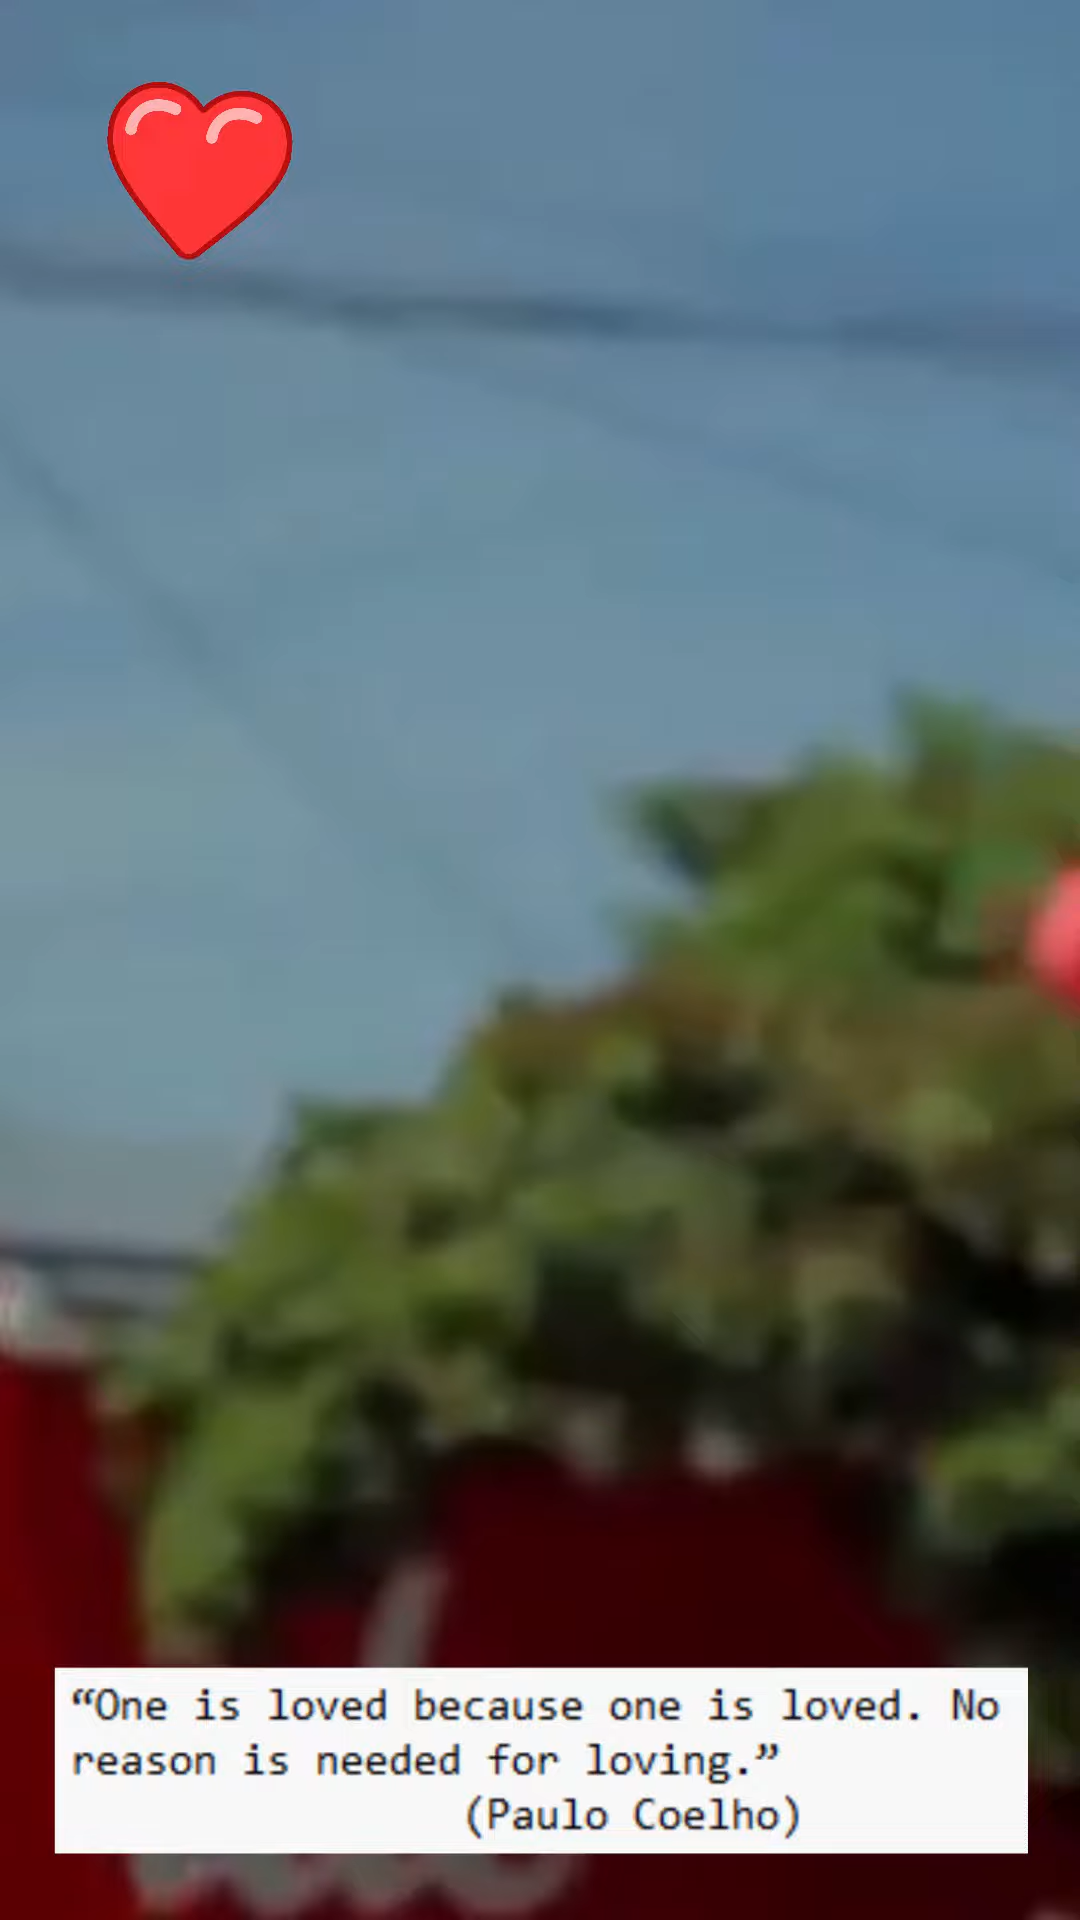 “One is loved because one is loved. No
reason is needed for loving.”
(Paulo Coelho)